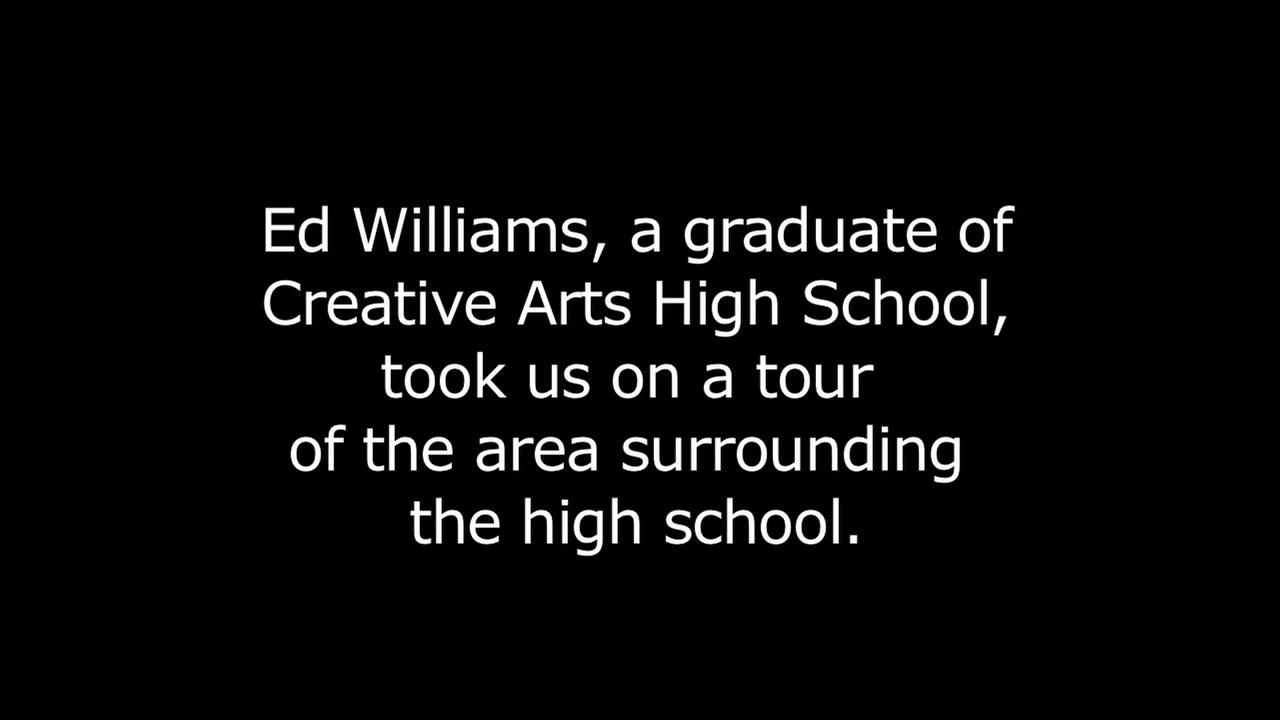 Ed Williams, a graduate of
Creative Arts High School,
took us on a tour
of the area surrounding
the high school.